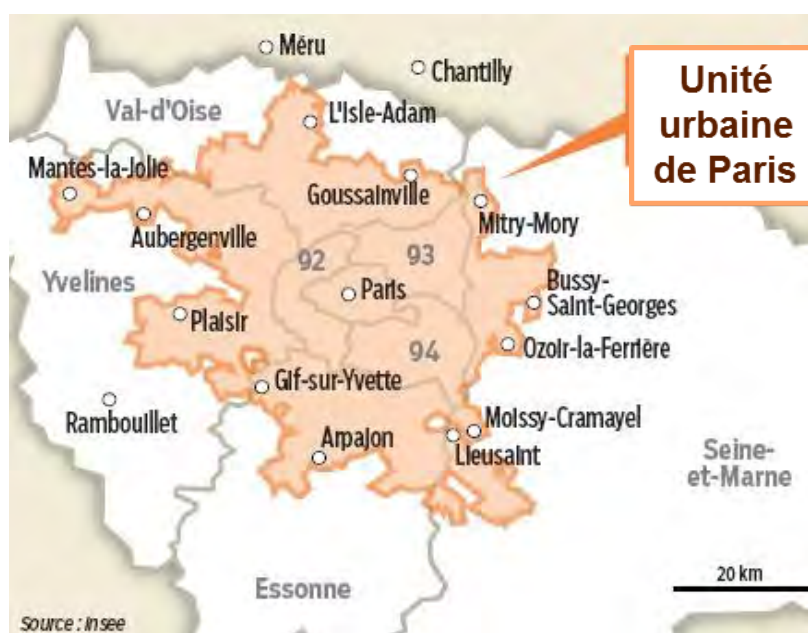 Méru
Chantilly
Unité
urbaine
de Paris
Val-d'Oise
L'Isle-Adam
Mantes-la-Jolie
Goussainville
Mitry-Mory
Aubergenville
92
93
Yvelines
Paris
Bussy-
Saint-Georges
Plaisir
94
Ozoir-la-Ferrière
Gif-sur-Yvette
Rambouillet
Moissy-Cramayel
Arpajon
Lieusaint
Seine-
et-Marne
20 km
Essonne
Source : Insee